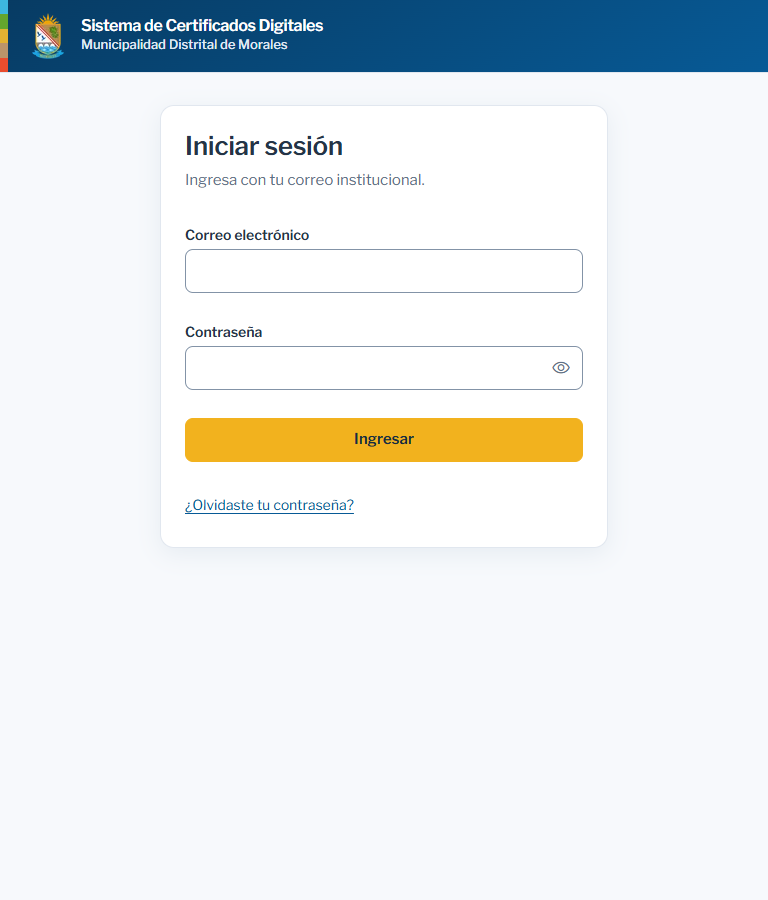 Sistema de Certificados Digitales
Municipalidad Distrital de Morales
Iniciar sesión
Ingresa con tu correo institucional.
Correo electrónico
Contraseña
Ingresar
¿Olvidaste tu contraseña?